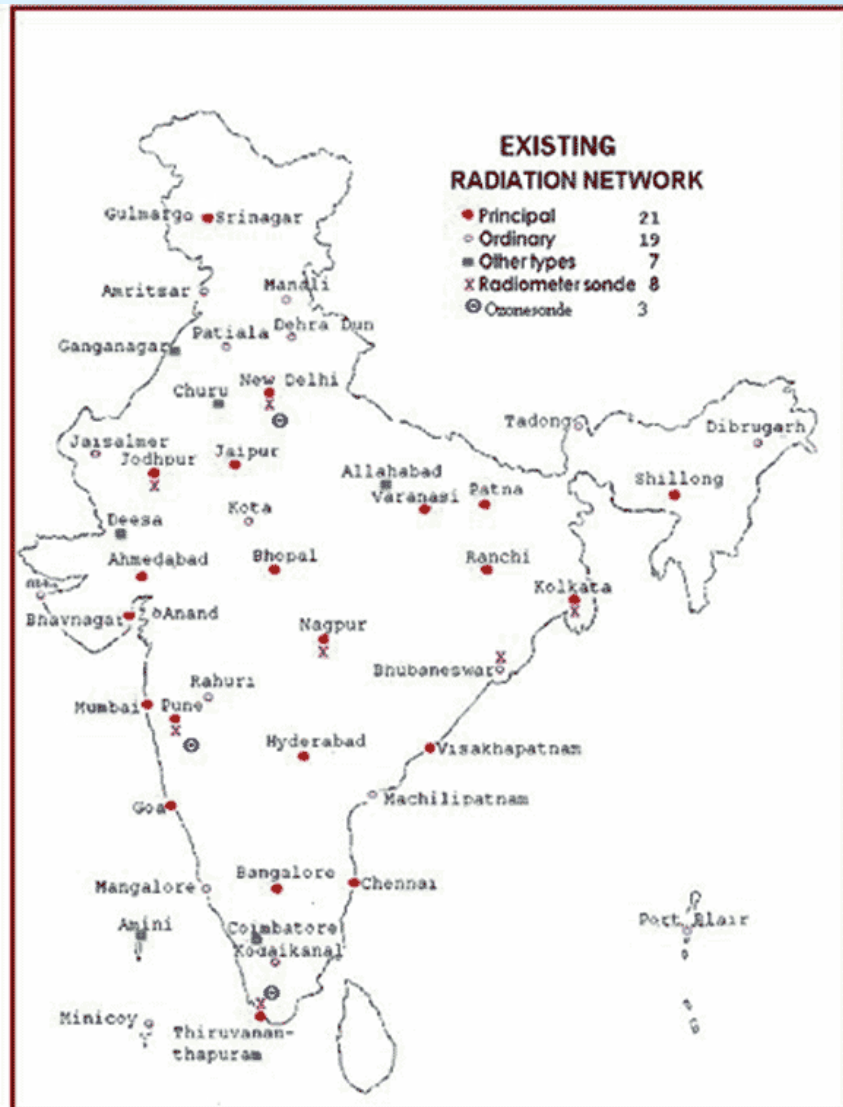 EXISTING
RADIATION NETWORK
Principal 21
Ordinary 19
Other types 7
Radiometer sonde 8
Ozonesonde 3
Gulmargo Srinagar
Amritsar
Manali
Patiala
Dehra Dun
Ganganagar
Churu
New Delhi
Tadong
Dibrugarh
Jaisalmer
Jodhpur
Jaipur
Allahabad
Varanasi
Patna
Shillong
Deesa
Kota
Ahmedabad
Bhopal
Ranchi
Kolkata
Bhavnagar
Anand
Nagpur
Bhubaneswar
Rahuri
Mumbai
Pune
Hyderabad
Visakhapatnam
Goa
Machilipatnam
Mangalore
Bangalore
Chennai
Amini
Coimbatore
Kodaikanal
Port Blair
Minicoy
Thiruvanan-
thapuram